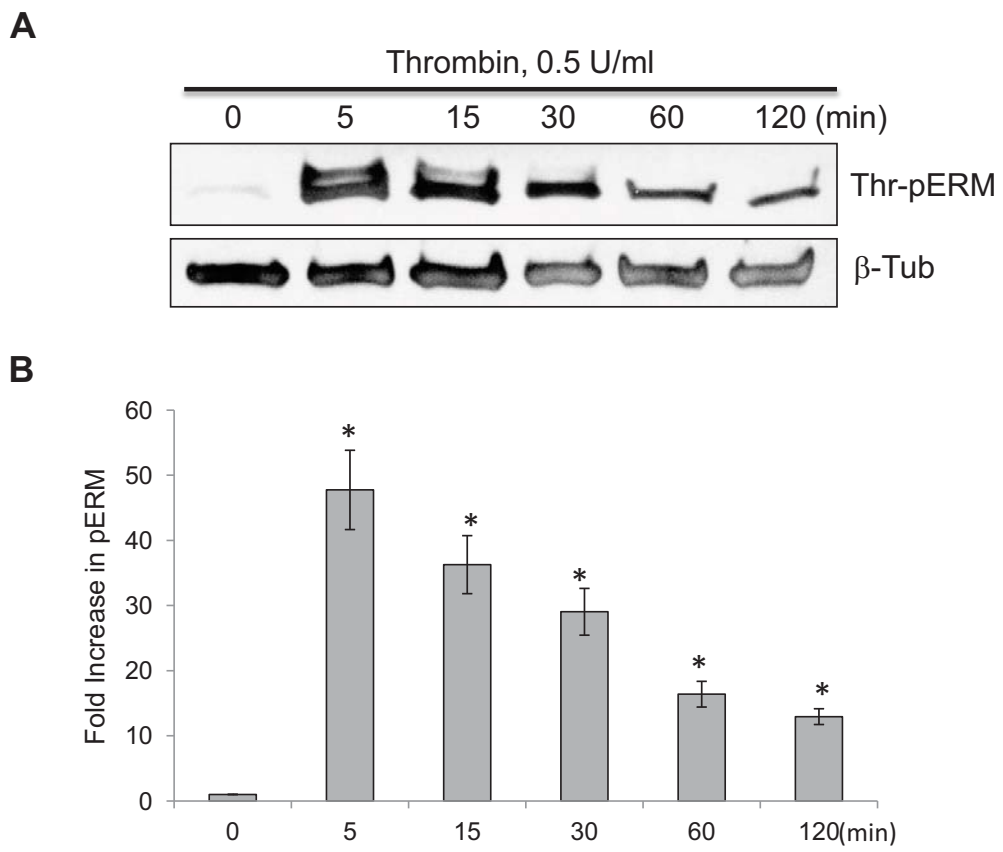 A
Thrombin, 0.5 U/ml
0 5 15 30 60 120 (min)
Thr-pERM
β-Tub
B
60
50
40
30
20
10
0
Fold Increase in pERM
* * * * *
0 5 15 30 60 120(min)